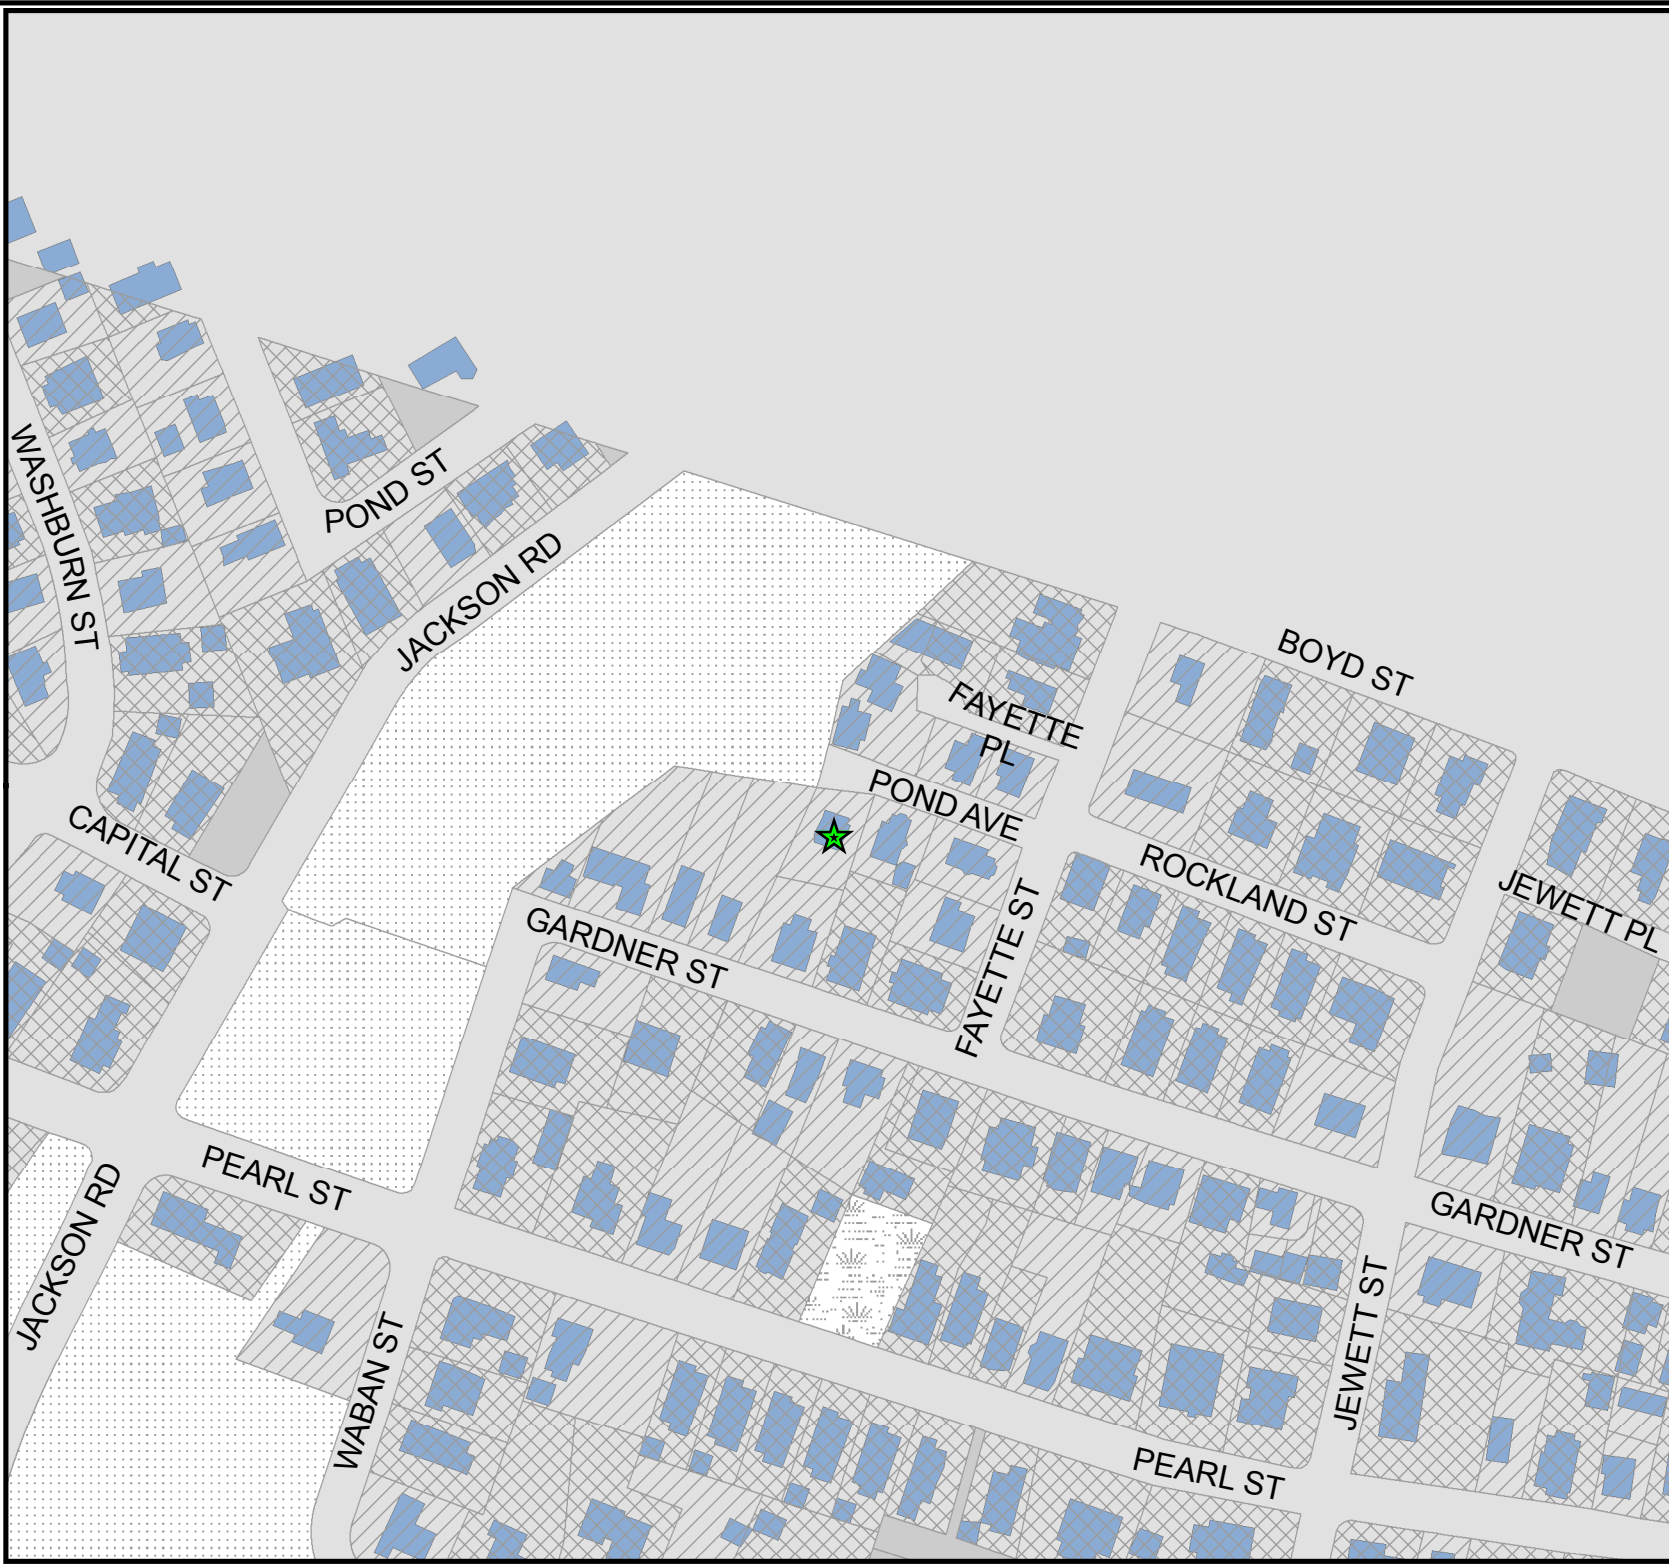 WASHBURN ST
POND ST
JACKSON RD
BOYD ST
FAYETTE
PL
POND AVE
CAPITAL ST
ROCKLAND ST
JEWETT PL
GARDNER ST
FAYETTE ST
PEARL ST
JACKSON RD
GARDNER ST
WABAN ST
JEWETT ST
PEARL ST